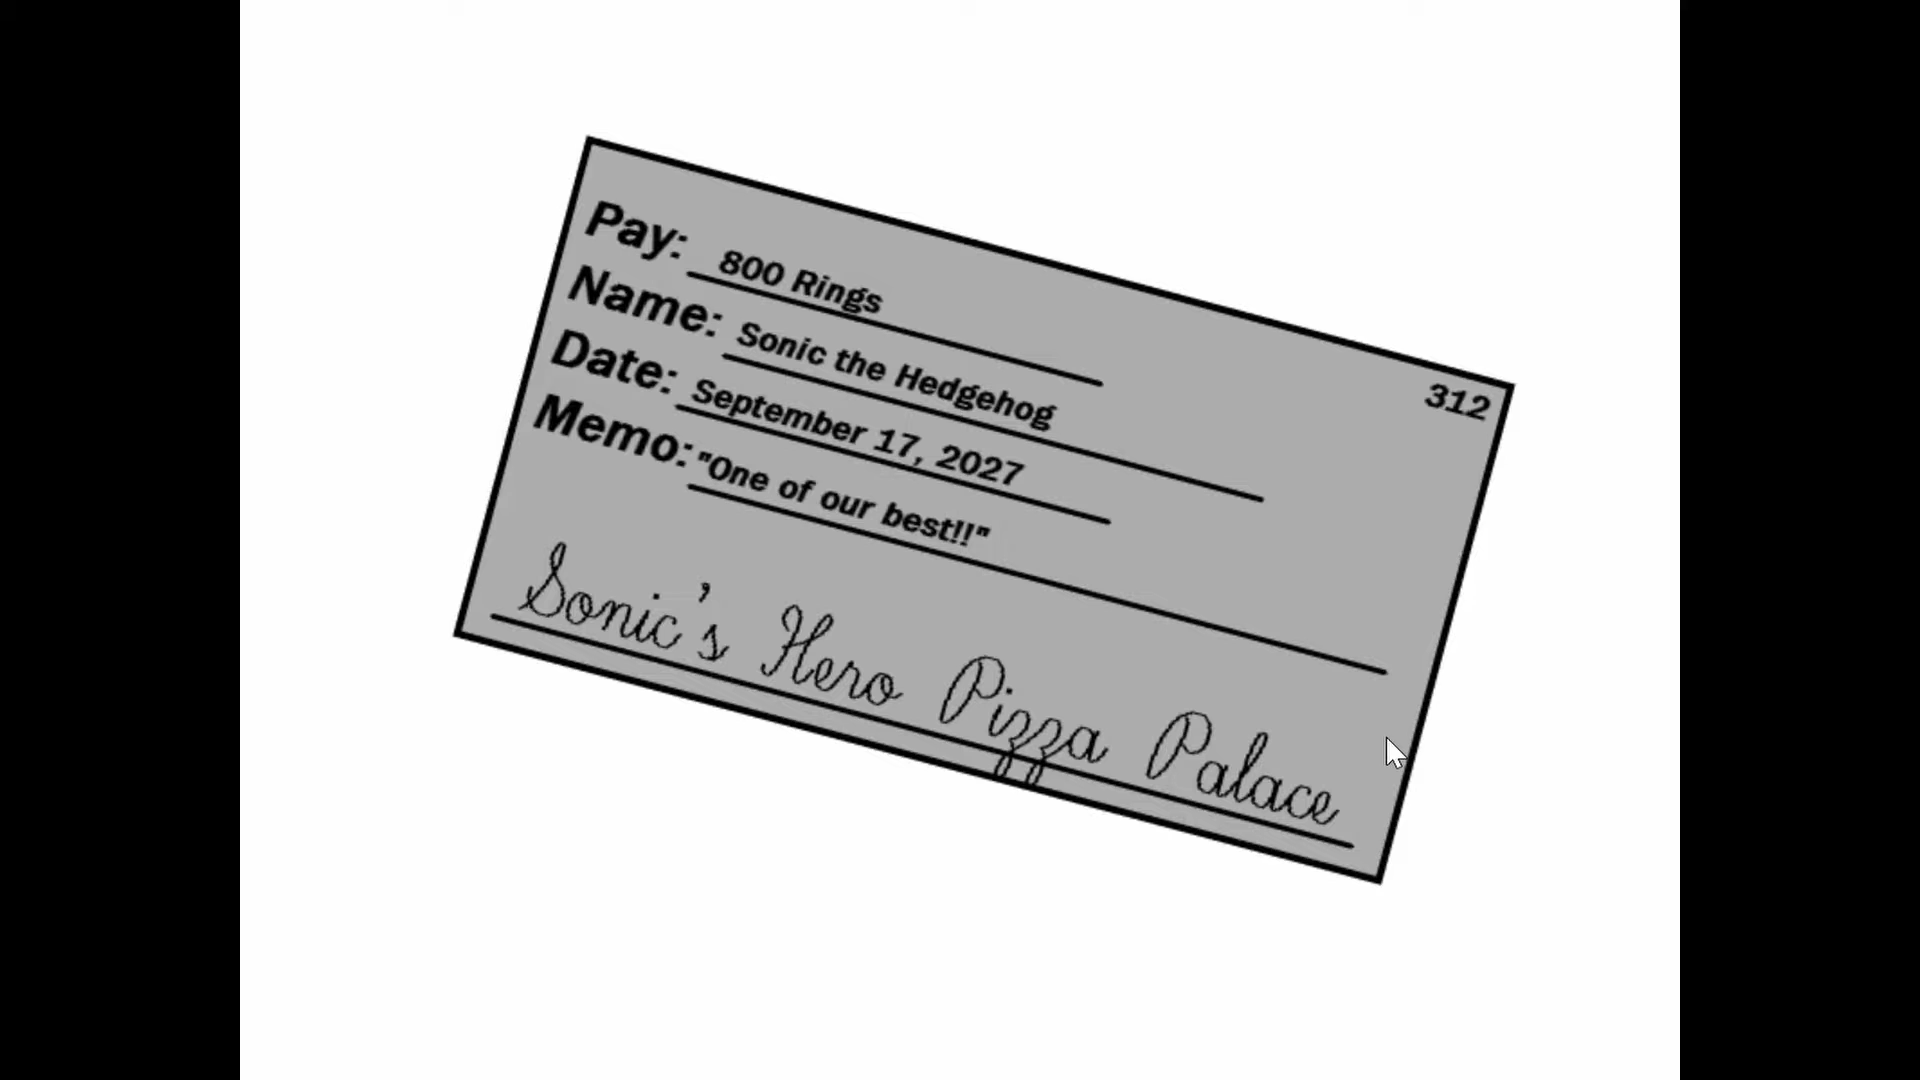 312
Pay: 800 Rings
Name: Sonic the Hedgehog
Date: September 17, 2027
Memo: "One of our best!!"
Sonic's Hero Pizza Palace